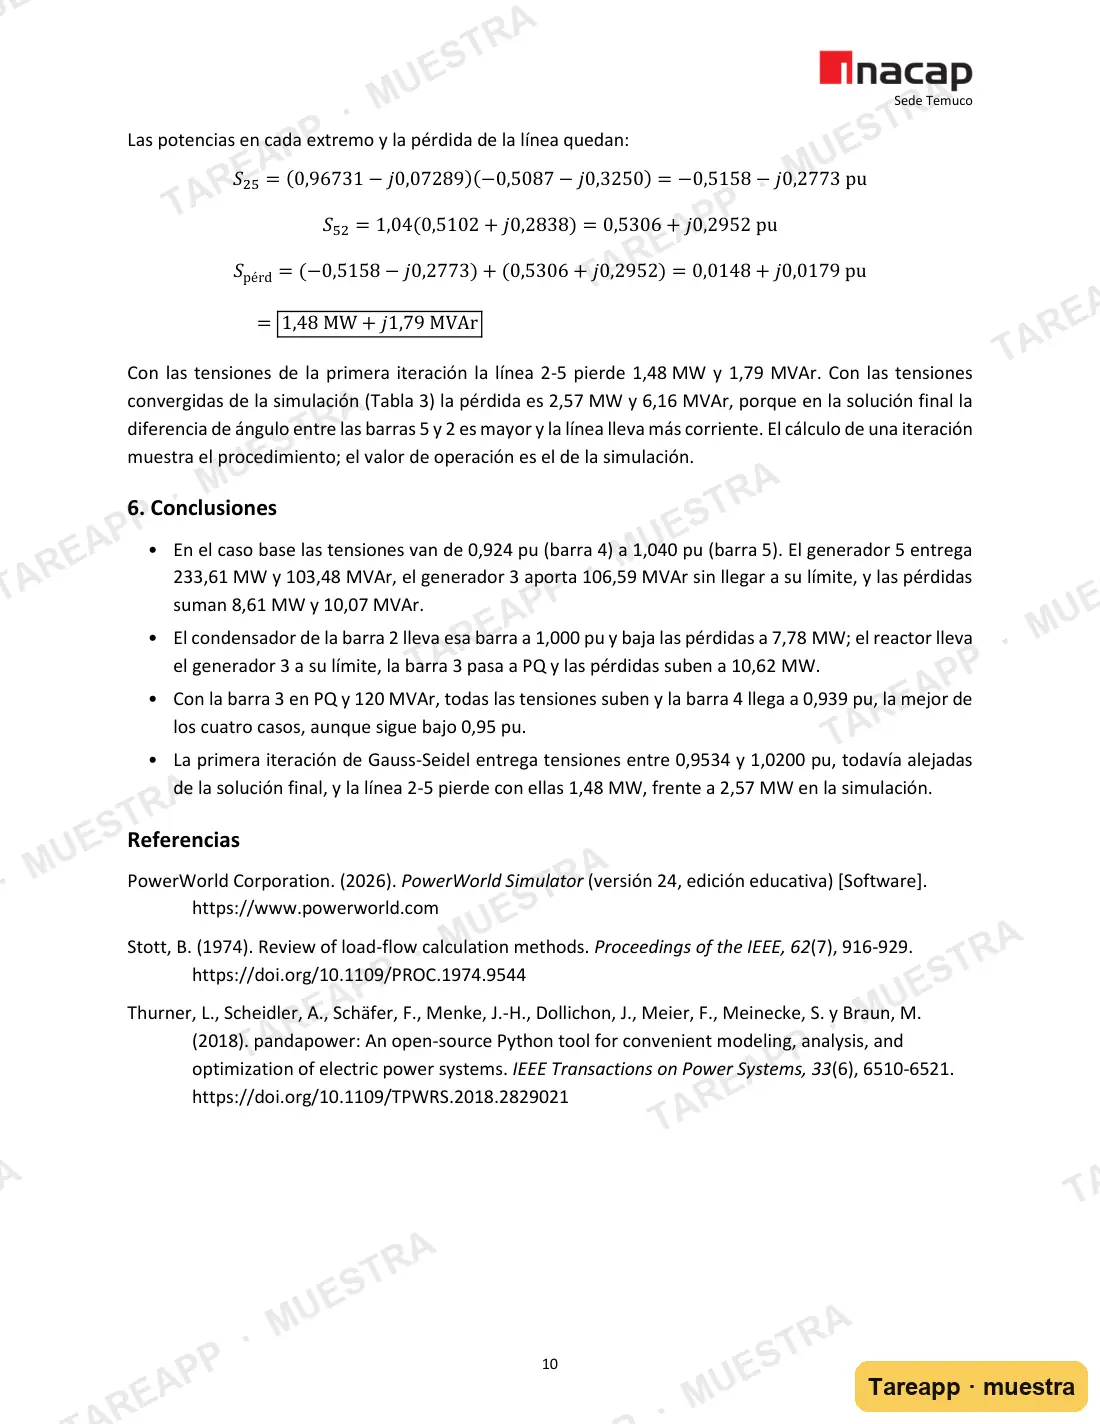 inacap
Sede Temuco
Las potencias en cada extremo y la pérdida de la línea quedan:
S₂₅ = (0,96731 − j0,07289)(−0,5087 − j0,3250) = −0,5158 − j0,2773 pu
S₅₂ = 1,04(0,5102 + j0,2838) = 0,5306 + j0,2952 pu
S_pérd = (−0,5158 − j0,2773) + (0,5306 + j0,2952) = 0,0148 + j0,0179 pu
= 1,48 MW + j1,79 MVAr
Con las tensiones de la primera iteración la línea 2-5 pierde 1,48 MW y 1,79 MVAr. Con las tensiones
convergidas de la simulación (Tabla 3) la pérdida es 2,57 MW y 6,16 MVAr, porque en la solución final la
diferencia de ángulo entre las barras 5 y 2 es mayor y la línea lleva más corriente. El cálculo de una iteración
muestra el procedimiento; el valor de operación es el de la simulación.
6. Conclusiones
• En el caso base las tensiones van de 0,924 pu (barra 4) a 1,040 pu (barra 5). El generador 5 entrega
233,61 MW y 103,48 MVAr, el generador 3 aporta 106,59 MVAr sin llegar a su límite, y las pérdidas
suman 8,61 MW y 10,07 MVAr.
• El condensador de la barra 2 lleva esa barra a 1,000 pu y baja las pérdidas a 7,78 MW; el reactor lleva
el generador 3 a su límite, la barra 3 pasa a PQ y las pérdidas suben a 10,62 MW.
• Con la barra 3 en PQ y 120 MVAr, todas las tensiones suben y la barra 4 llega a 0,939 pu, la mejor de
los cuatro casos, aunque sigue bajo 0,95 pu.
• La primera iteración de Gauss-Seidel entrega tensiones entre 0,9534 y 1,0200 pu, todavía alejadas
de la solución final, y la línea 2-5 pierde con ellas 1,48 MW, frente a 2,57 MW en la simulación.
Referencias
PowerWorld Corporation. (2026). PowerWorld Simulator (versión 24, edición educativa) [Software].
https://www.powerworld.com
Stott, B. (1974). Review of load-flow calculation methods. Proceedings of the IEEE, 62(7), 916-929.
https://doi.org/10.1109/PROC.1974.9544
Thurner, L., Scheidler, A., Schäfer, F., Menke, J.-H., Dollichon, J., Meier, F., Meinecke, S. y Braun, M.
(2018). pandapower: An open-source Python tool for convenient modeling, analysis, and
optimization of electric power systems. IEEE Transactions on Power Systems, 33(6), 6510-6521.
https://doi.org/10.1109/TPWRS.2018.2829021
10
Tareapp · muestra
TAREAPP · MUESTRA